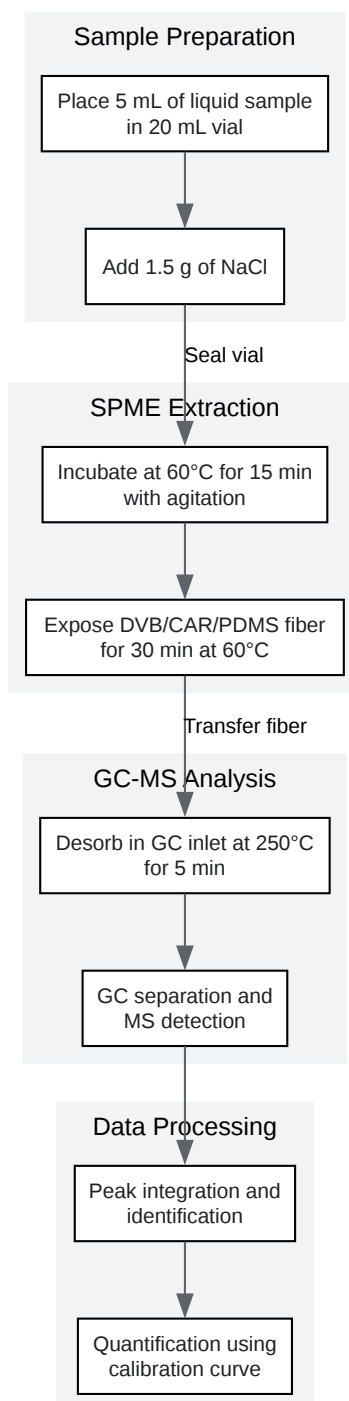 Sample Preparation
Place 5 mL of liquid sample
in 20 mL vial
Add 1.5 g of NaCl
Seal vial
SPME Extraction
Incubate at 60°C for 15 min
with agitation
Expose DVB/CAR/PDMS fiber
for 30 min at 60°C
Transfer fiber
GC-MS Analysis
Desorb in GC inlet at 250°C
for 5 min
GC separation and
MS detection
Data Processing
Peak integration and
identification
Quantification using
calibration curve